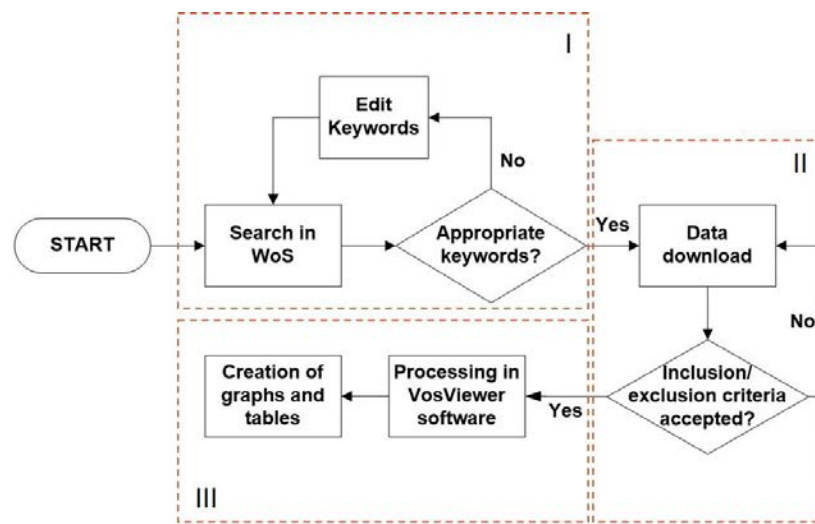 I
Edit
Keywords
No
II
START
Search in
WoS
Appropriate
keywords?
Yes
Data
download
No
Creation of
graphs and
tables
Processing in
VosViewer
software
Yes
Inclusion/
exclusion criteria
accepted?
III